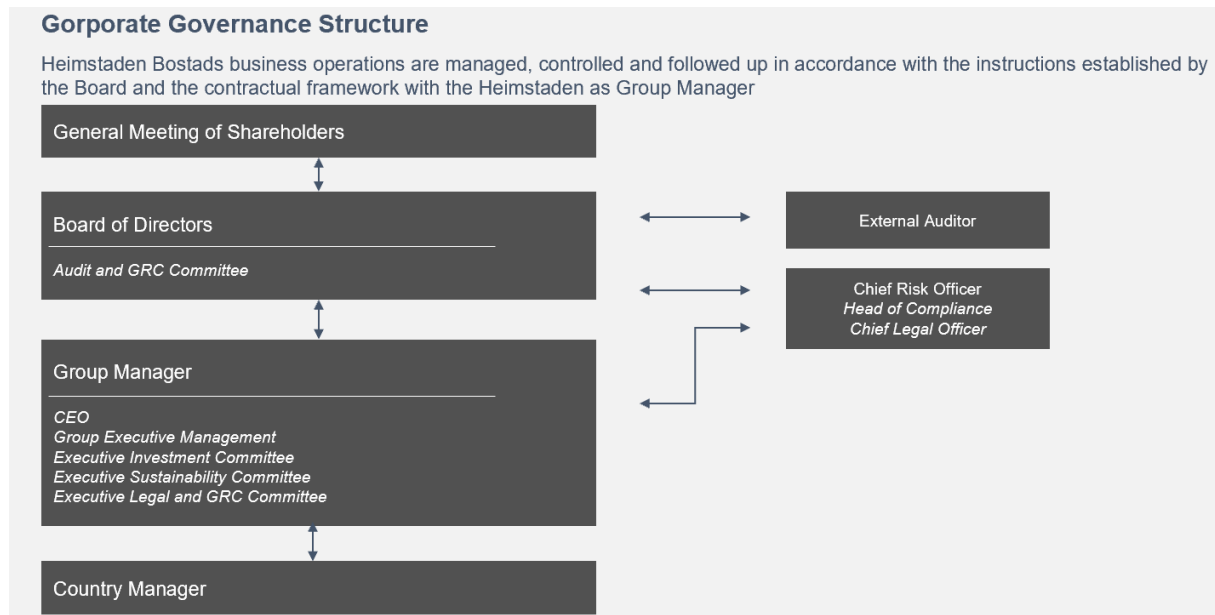 Gorporate Governance Structure
Heimstaden Bostads business operations are managed, controlled and followed up in accordance with the instructions established by
the Board and the contractual framework with the Heimstaden as Group Manager
General Meeting of Shareholders
Board of Directors
Audit and GRC Committee
External Auditor
Chief Risk Officer
Head of Compliance
Chief Legal Officer
Group Manager
CEO
Group Executive Management
Executive Investment Committee
Executive Sustainability Committee
Executive Legal and GRC Committee
Country Manager